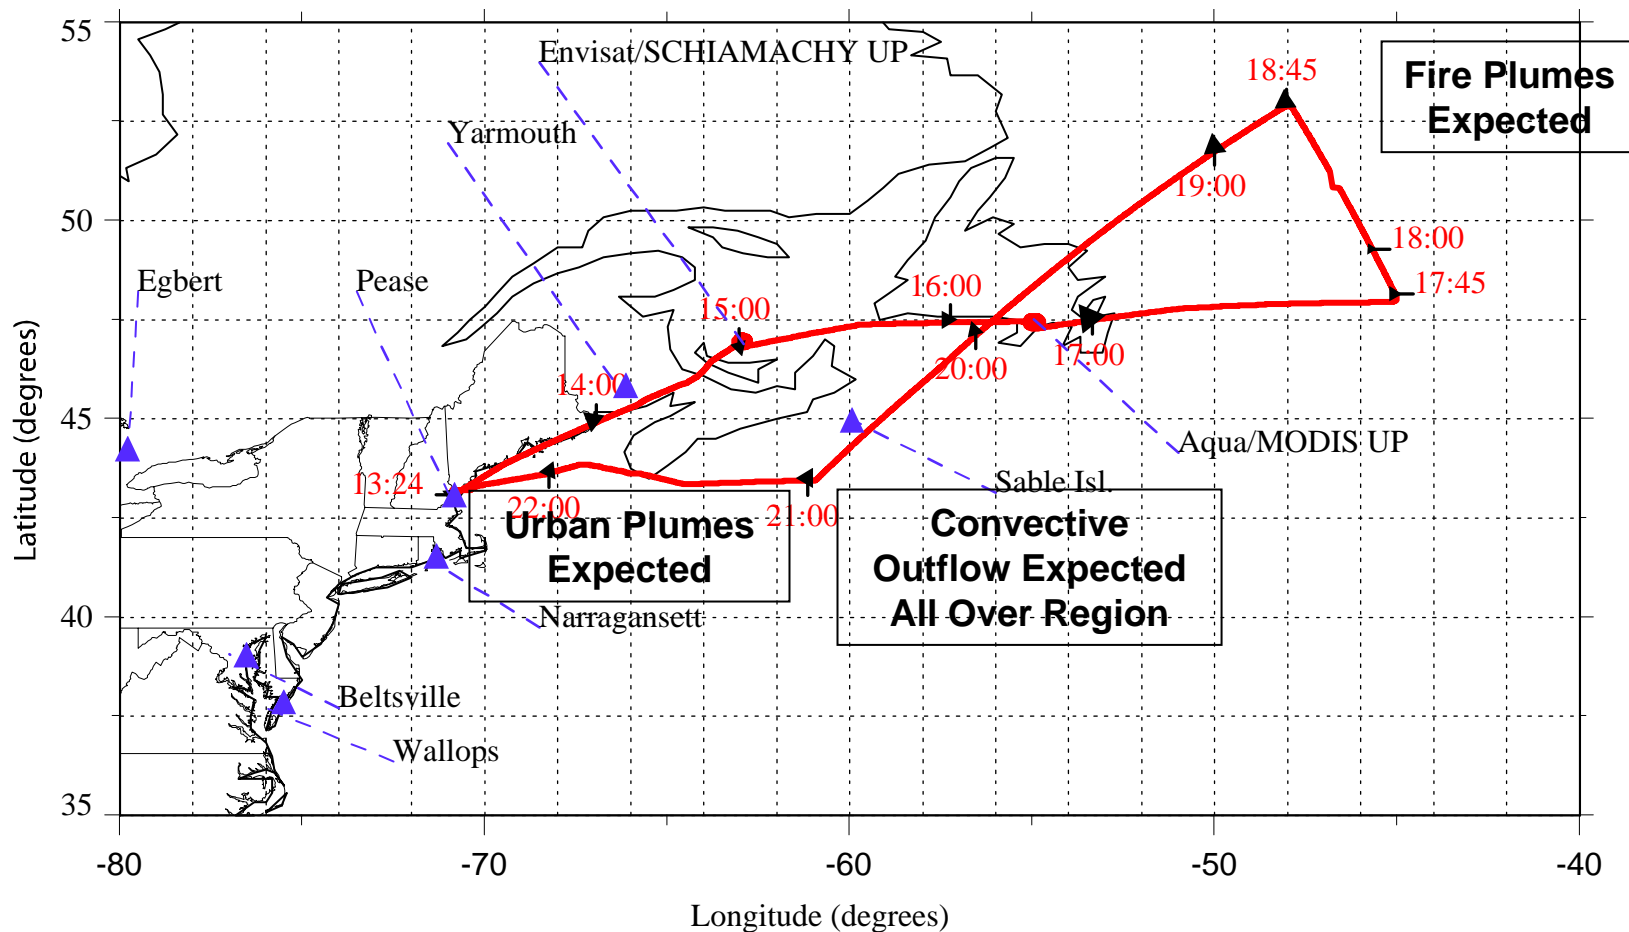 55
50
45
40
35
Latitude (degrees)
-80
-70
-60
-50
-40
Longitude (degrees)
Envisat/SCHIAMACHY UP
Yarmouth
Egbert
Pease
18:45
Fire Plumes
Expected
19:00
18:00
17:45
16:00
15:00
17:00
20:00
14:00
Aqua/MODIS UP
13:24
22:00
21:00
Sable Isl.
Urban Plumes
Expected
Convective
Outflow Expected
All Over Region
Narragansett
Beltsville
Wallops